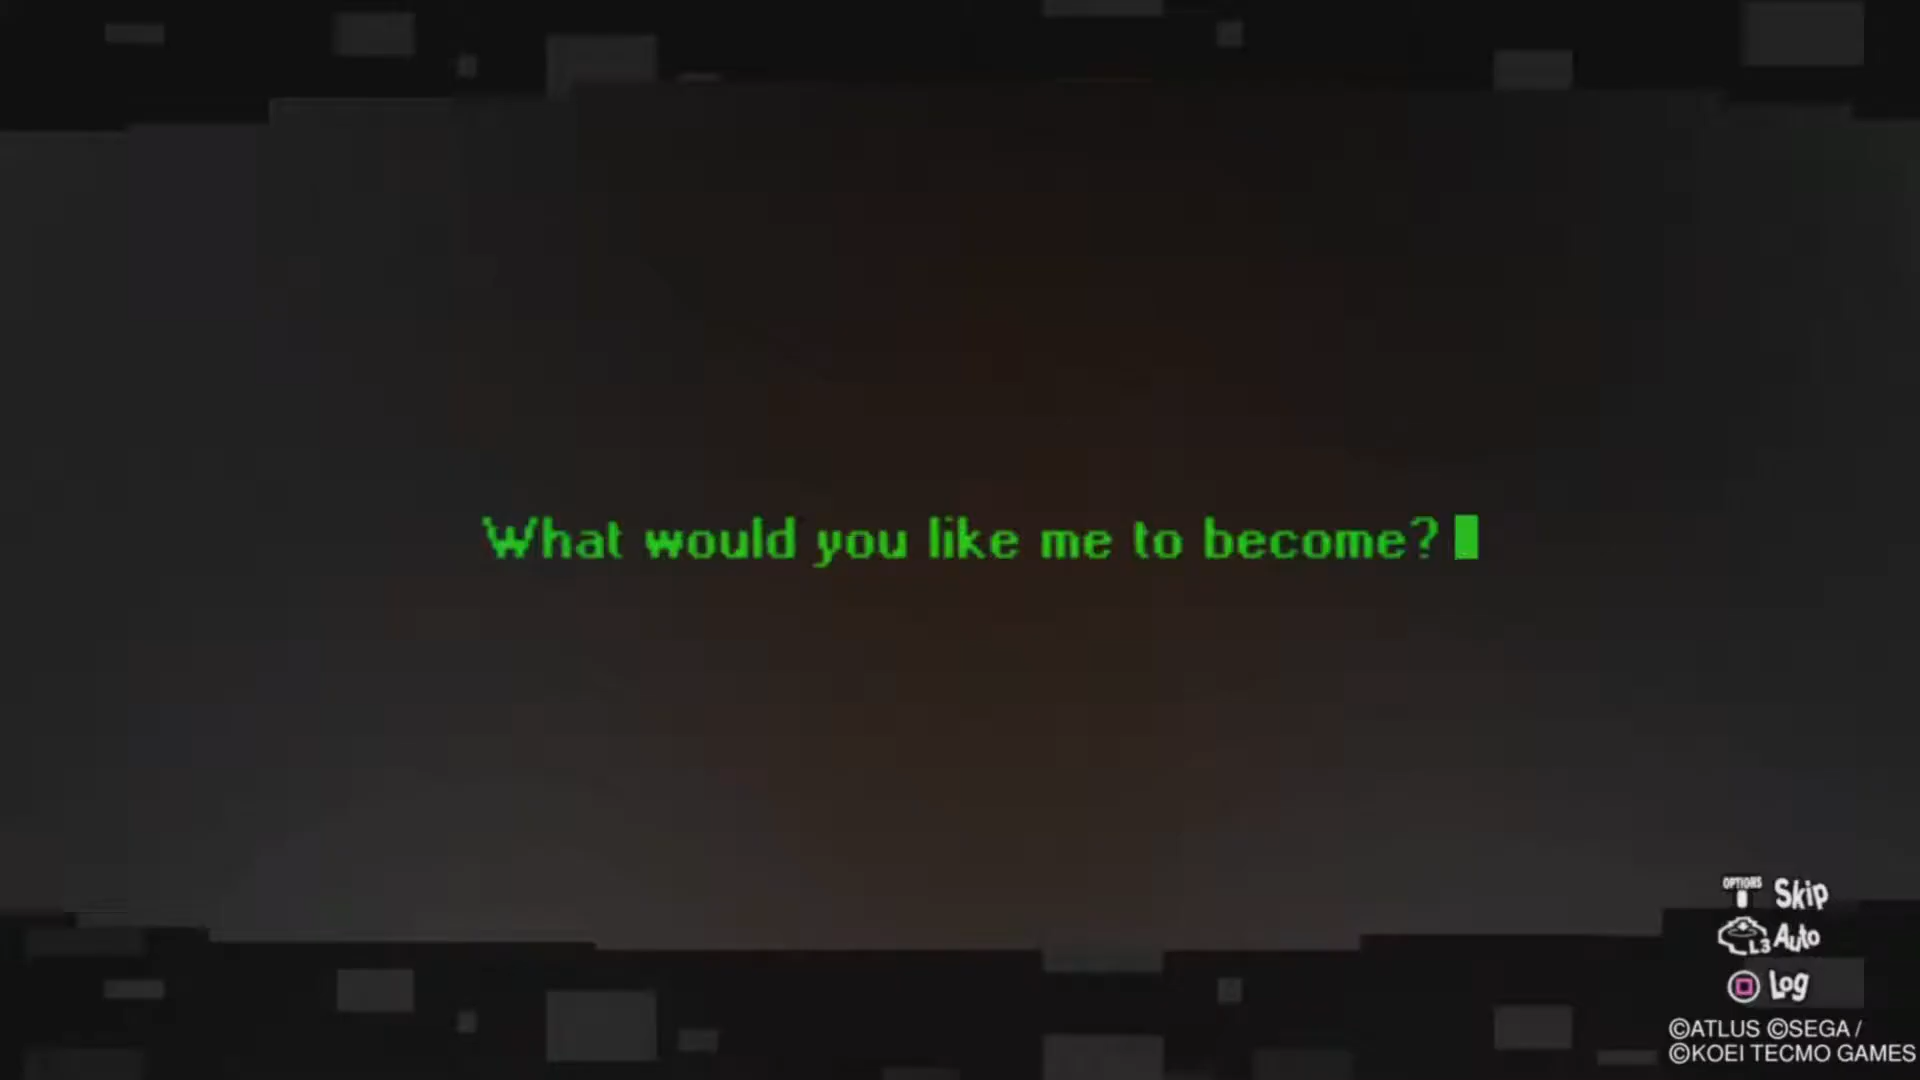 What would you like me to become?
OPTIONS Skip
L3 Auto
Log
©ATLUS ©SEGA /
©KOEI TECMO GAMES